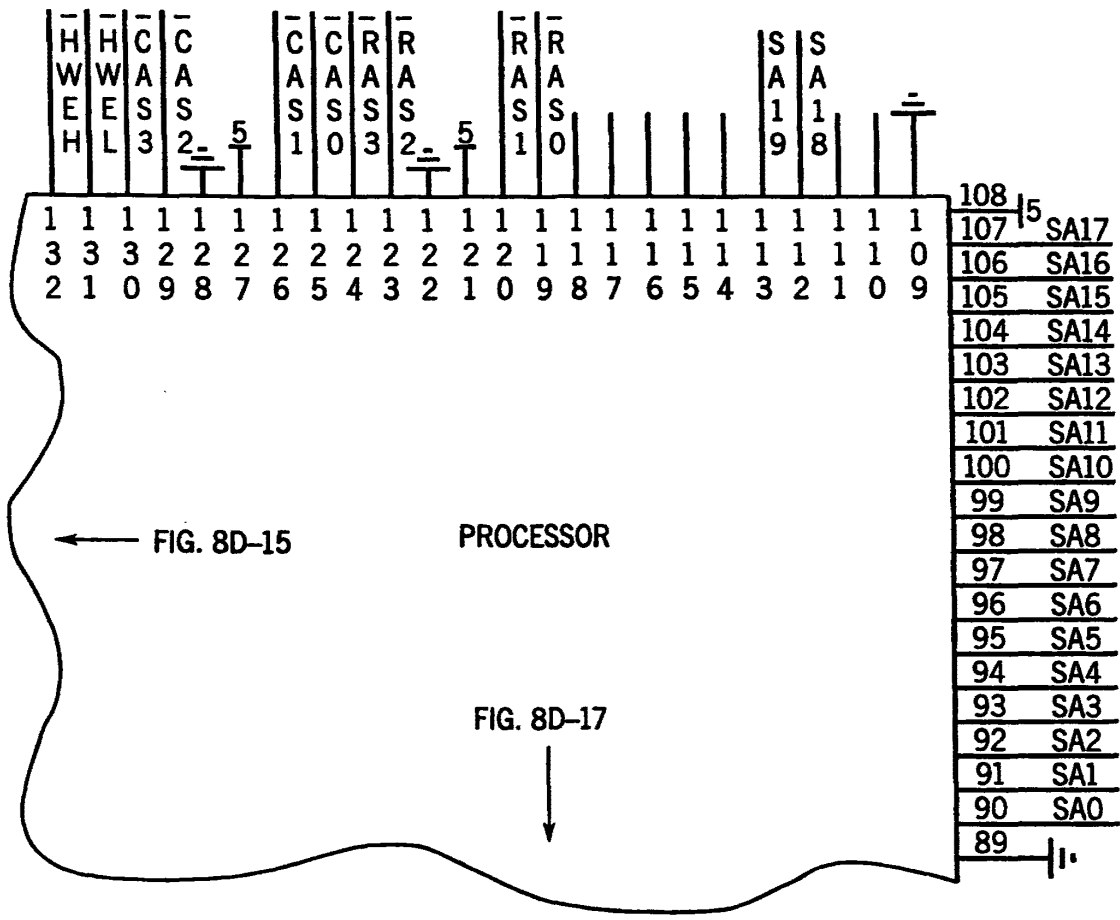 HWEH
HWEL
CAS3
CAS2
5
CAS1
CAS0
RAS3
RAS2
5
RAS1
RAS0
SA19
SA18
132 131 130 129 128 127 126 125 124 123 122 121 120 119 118 117 116 115 114 113 112 111 110 109
108 5
107 SA17
106 SA16
105 SA15
104 SA14
103 SA13
102 SA12
101 SA11
100 SA10
99 SA9
98 SA8
97 SA7
96 SA6
95 SA5
94 SA4
93 SA3
92 SA2
91 SA1
90 SA0
89
FIG. 8D–15
PROCESSOR
FIG. 8D–17